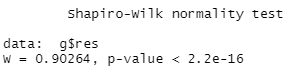 Shapiro-Wilk normality test
data:  g$res
W = 0.90264, p-value < 2.2e-16